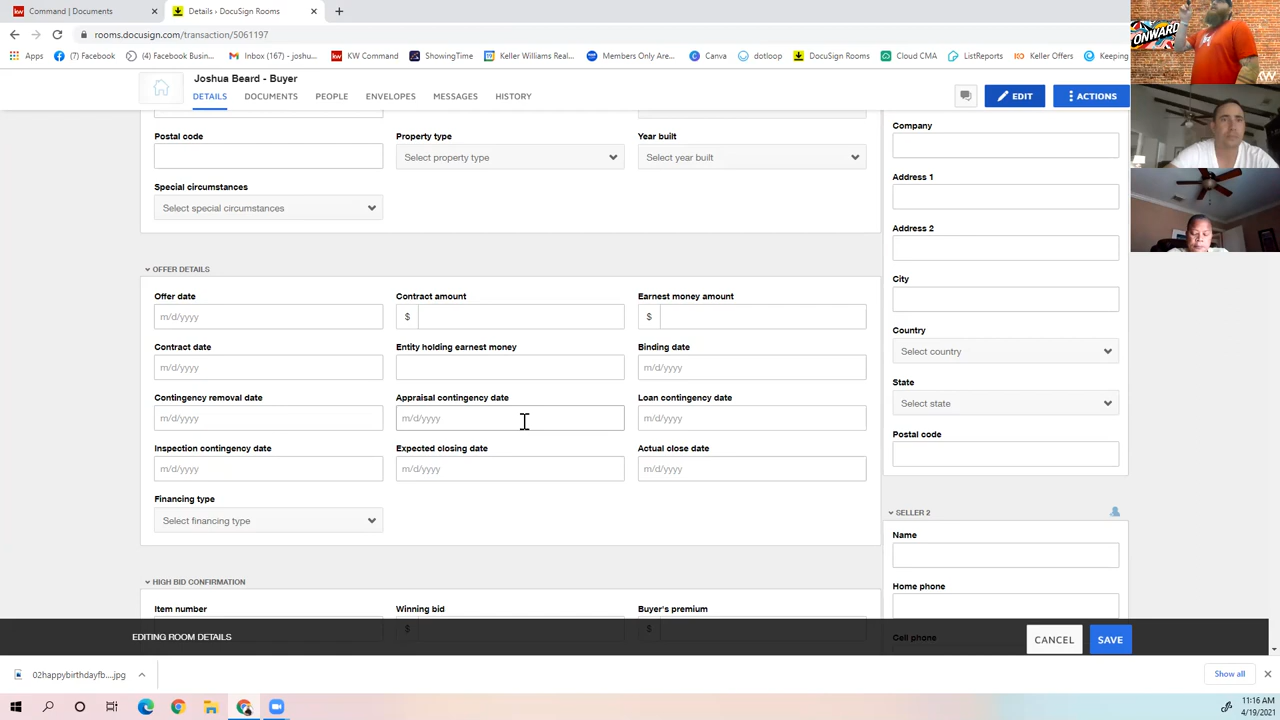 Command | Documents
Details › DocuSign Rooms
rooms.docusign.com/transaction/5061197
Apps
(7) Facebook
(4) Facebook Busin...
Inbox (167) - joshu...
KW Command
Canva
dotloop
DocuSign Rooms
Cloud CMA
ListReports
Keller Offers
Keeping
Keller Williams...
Members Only Are...
ONWARD
Joshua Beard - Buyer
DETAILS
DOCUMENTS
PEOPLE
ENVELOPES
MESSAGES
HISTORY
EDIT
ACTIONS
Postal code
Property type
Year built
Select property type
Select year built
Special circumstances
Select special circumstances
OFFER DETAILS
Offer date
Contract amount
Earnest money amount
m/d/yyyy
$
$
Contract date
Entity holding earnest money
Binding date
m/d/yyyy
m/d/yyyy
Contingency removal date
Appraisal contingency date
Loan contingency date
m/d/yyyy
m/d/yyyy
m/d/yyyy
Inspection contingency date
Expected closing date
Actual close date
m/d/yyyy
m/d/yyyy
m/d/yyyy
Financing type
Select financing type
HIGH BID CONFIRMATION
Item number
Winning bid
Buyer's premium
$
$
Company
Address 1
Address 2
City
Country
Select country
State
Select state
Postal code
SELLER 2
Name
Home phone
Cell phone
EDITING ROOM DETAILS
CANCEL
SAVE
02happybirthdayfb....jpg
Show all
11:16 AM
4/19/2021